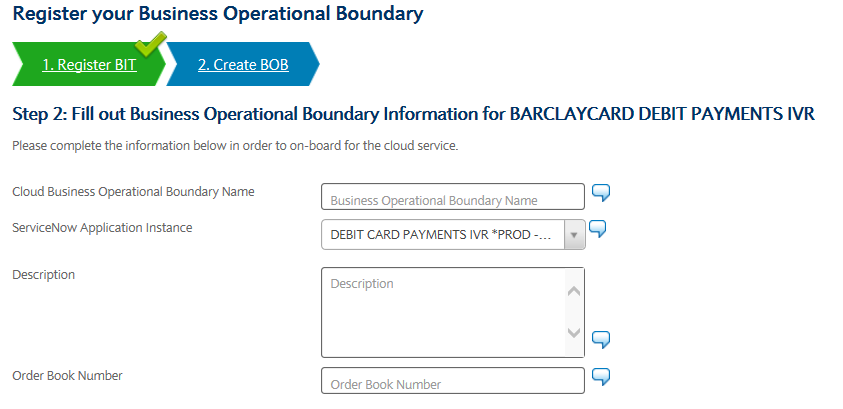 Register your Business Operational Boundary
1. Register BIT
2. Create BOB
Step 2: Fill out Business Operational Boundary Information for BARCLAYCARD DEBIT PAYMENTS IVR
Please complete the information below in order to on-board for the cloud service.
Cloud Business Operational Boundary Name
Business Operational Boundary Name
ServiceNow Application Instance
DEBIT CARD PAYMENTS IVR *PROD -...
Description
Description
Order Book Number
Order Book Number